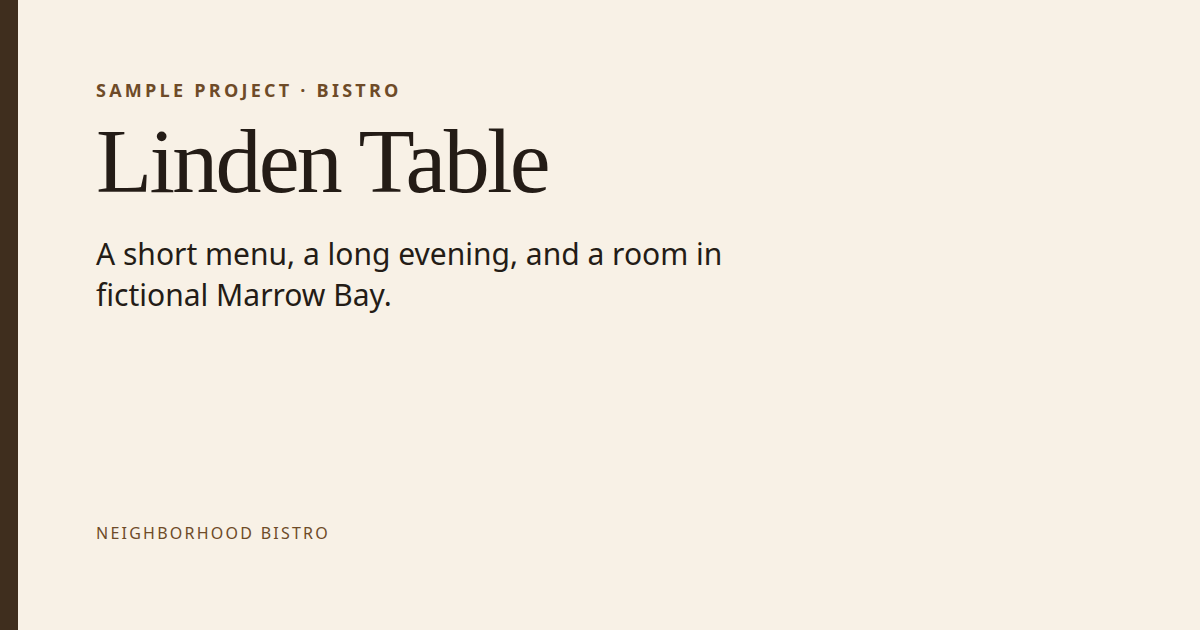 SAMPLE PROJECT · BISTRO
Linden Table
A short menu, a long evening, and a room in
fictional Marrow Bay.
NEIGHBORHOOD BISTRO